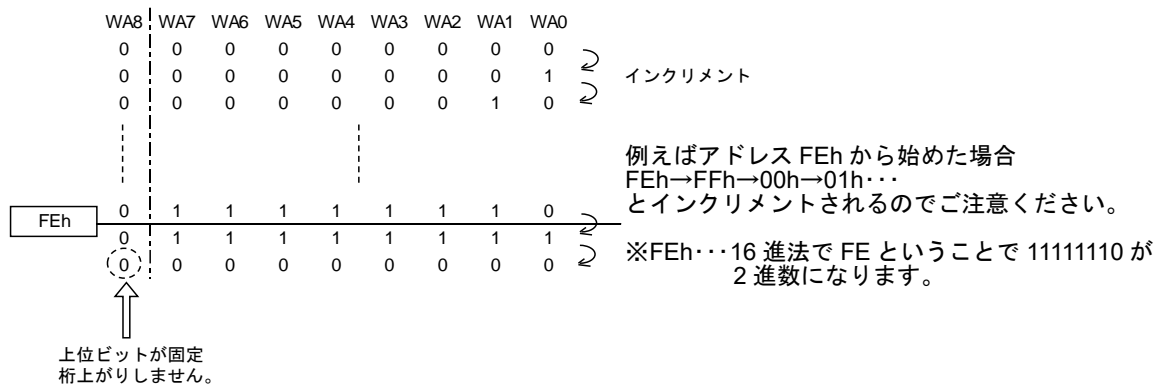 WA8 WA7 WA6 WA5 WA4 WA3 WA2 WA1 WA0
0 0 0 0 0 0 0 0 0
0 0 0 0 0 0 0 0 1
0 0 0 0 0 0 0 1 0
インクリメント
例えばアドレス FEh から始めた場合
FEh→FFh→00h→01h・・・
とインクリメントされるのでご注意ください。
FEh
0 1 1 1 1 1 1 1 0
0 1 1 1 1 1 1 1 1
0 0 0 0 0 0 0 0 0
※FEh・・・16 進法で FE ということで 11111110 が
2 進数になります。
上位ビットが固定
桁上がりしません。